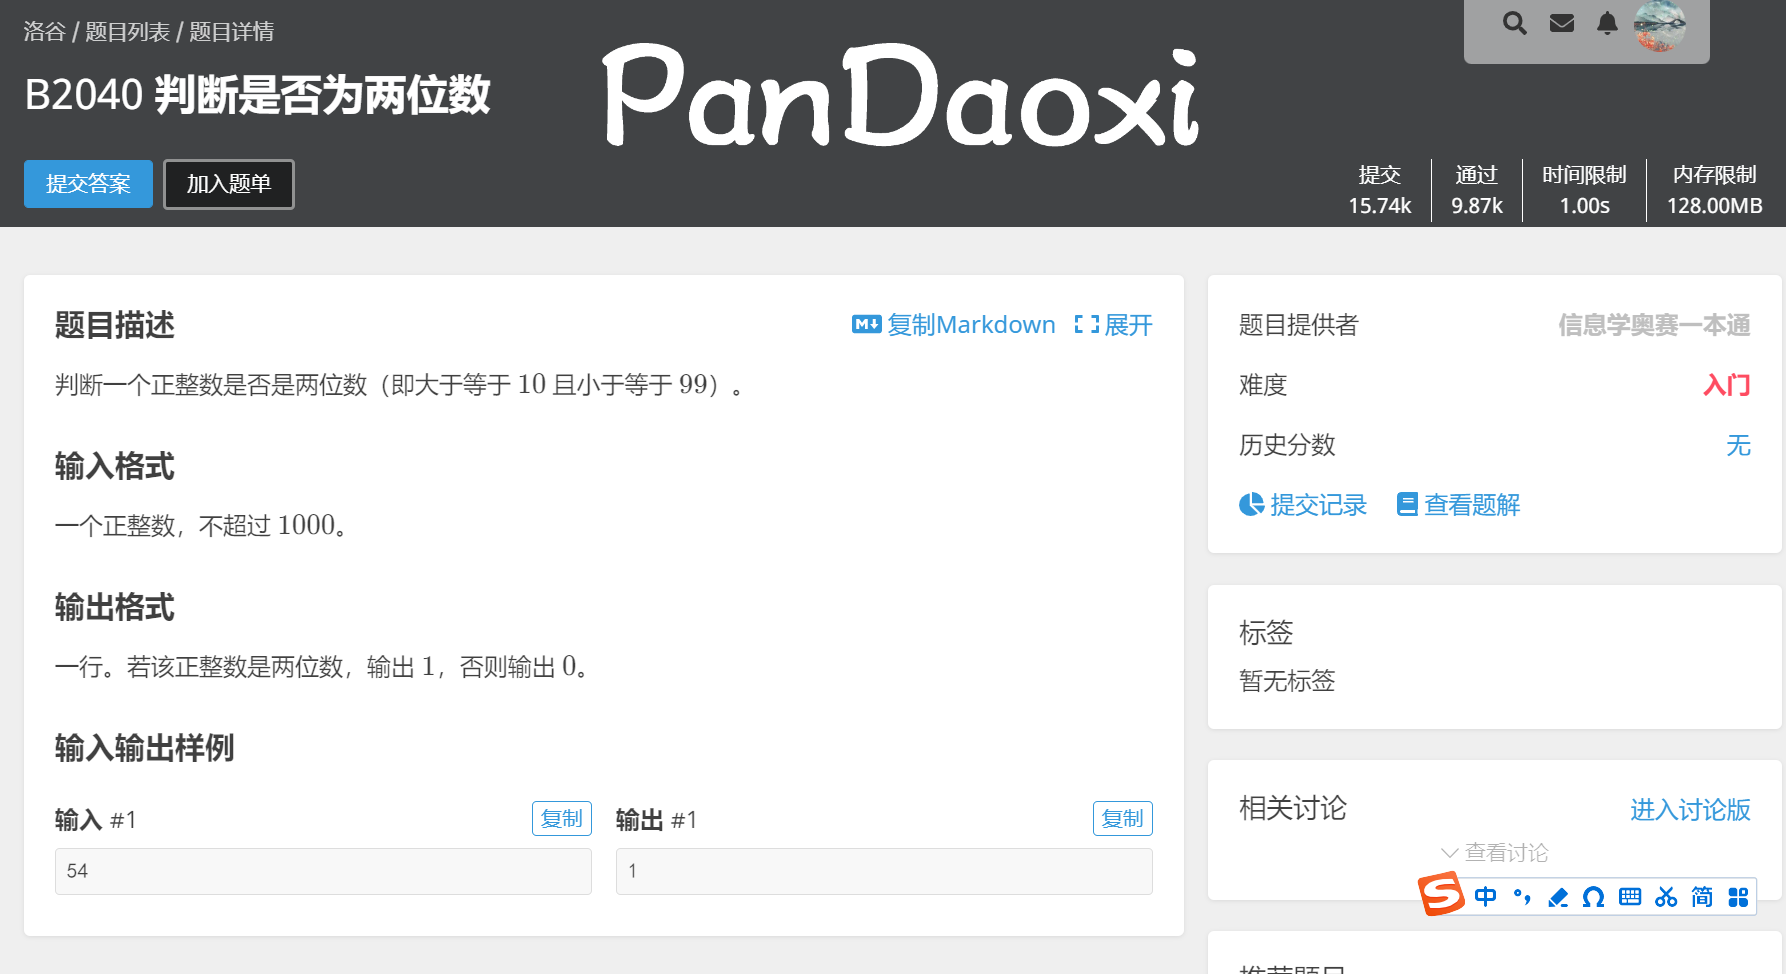 洛谷 / 题目列表 / 题目详情
B2040 判断是否为两位数
PanDaoxi
提交答案
加入题单
提交 通过 时间限制 内存限制
15.74k 9.87k 1.00s 128.00MB
题目描述
复制Markdown 展开
判断一个正整数是否是两位数（即大于等于 10 且小于等于 99）。
输入格式
一个正整数，不超过 1000。
输出格式
一行。若该正整数是两位数，输出 1，否则输出 0。
输入输出样例
输入 #1 复制
54
输出 #1 复制
1
题目提供者 信息学奥赛一本通
难度 入门
历史分数 无
提交记录 查看题解
标签
暂无标签
相关讨论 进入讨论版
查看讨论
S 中 简
推荐题目